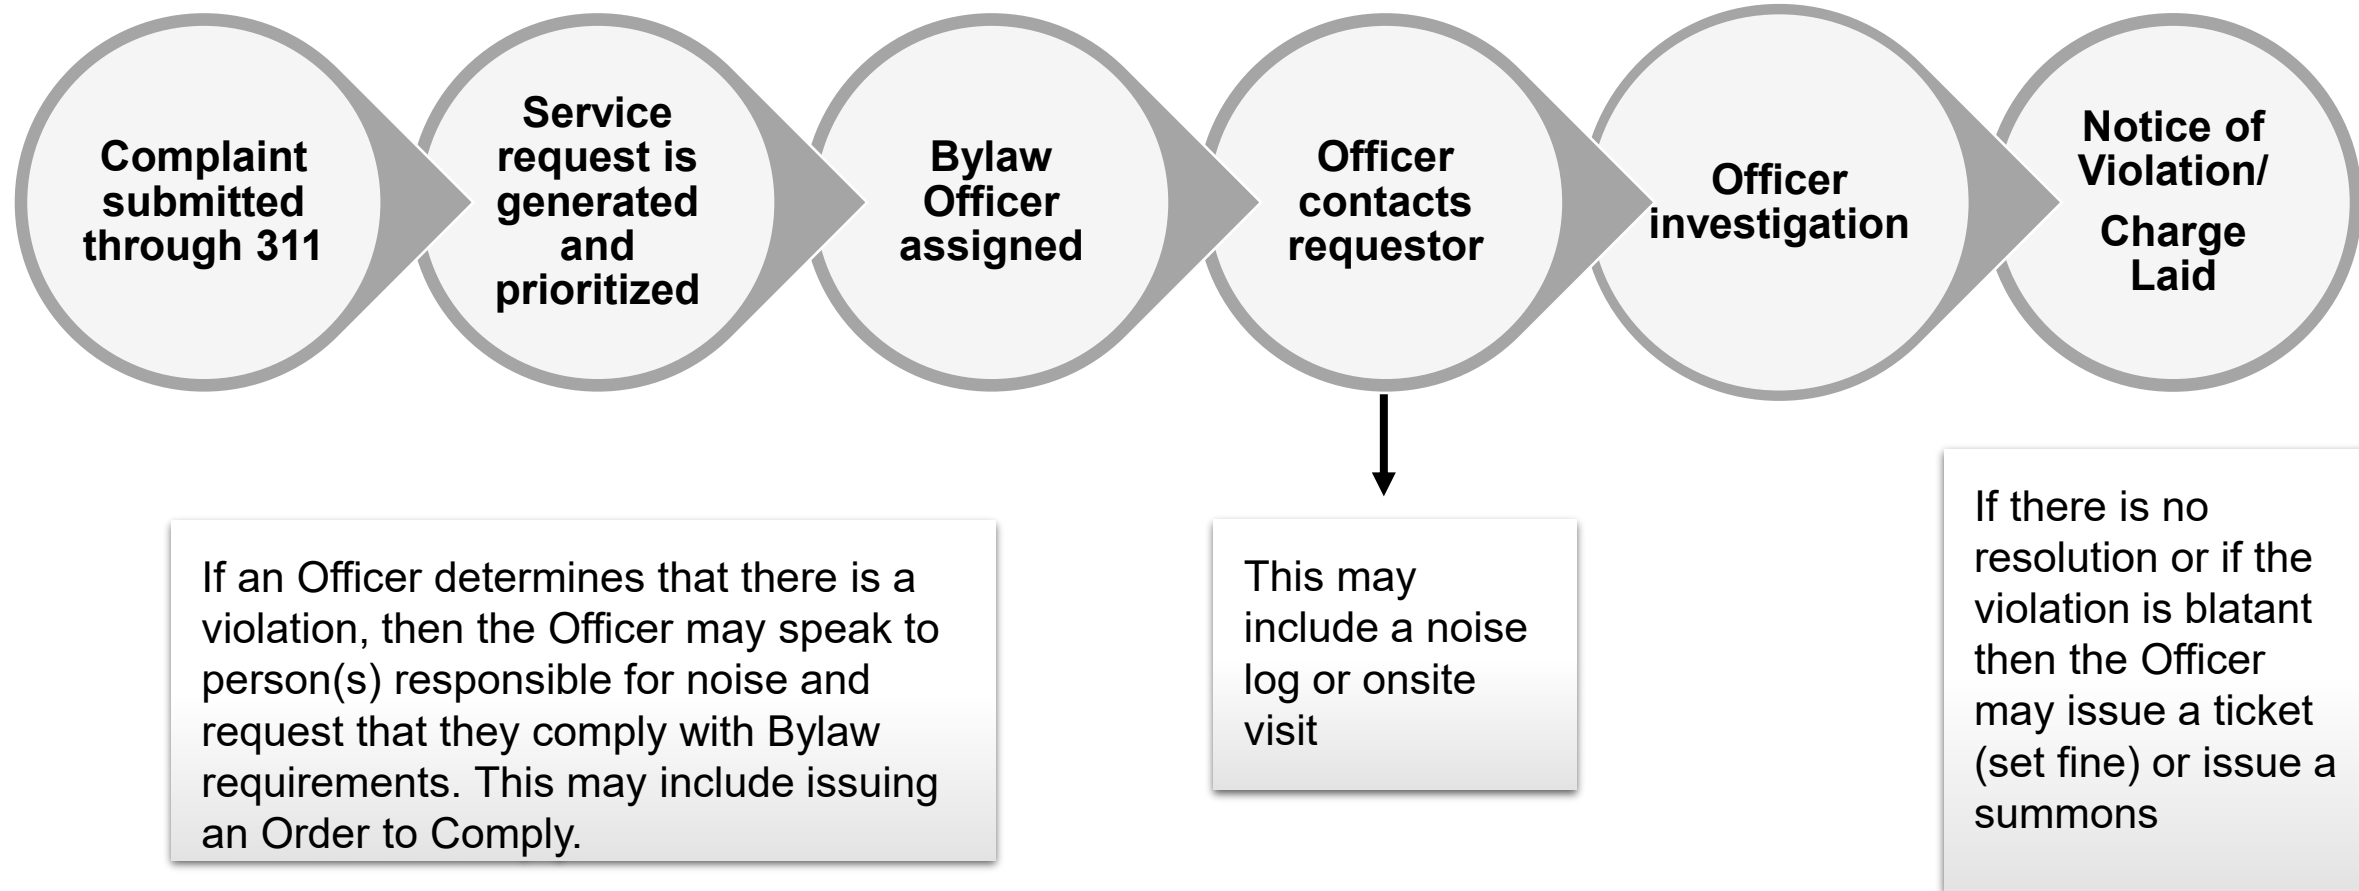 Complaint
submitted
through 311
Service
request is
generated
and
prioritized
Bylaw
Officer
assigned
Officer
contacts
requestor
Officer
investigation
Notice of
Violation/
Charge
Laid
If an Officer determines that there is a
violation, then the Officer may speak to
person(s) responsible for noise and
request that they comply with Bylaw
requirements. This may include issuing
an Order to Comply.
This may
include a noise
log or onsite
visit
If there is no
resolution or if the
violation is blatant
then the Officer
may issue a ticket
(set fine) or issue a
summons